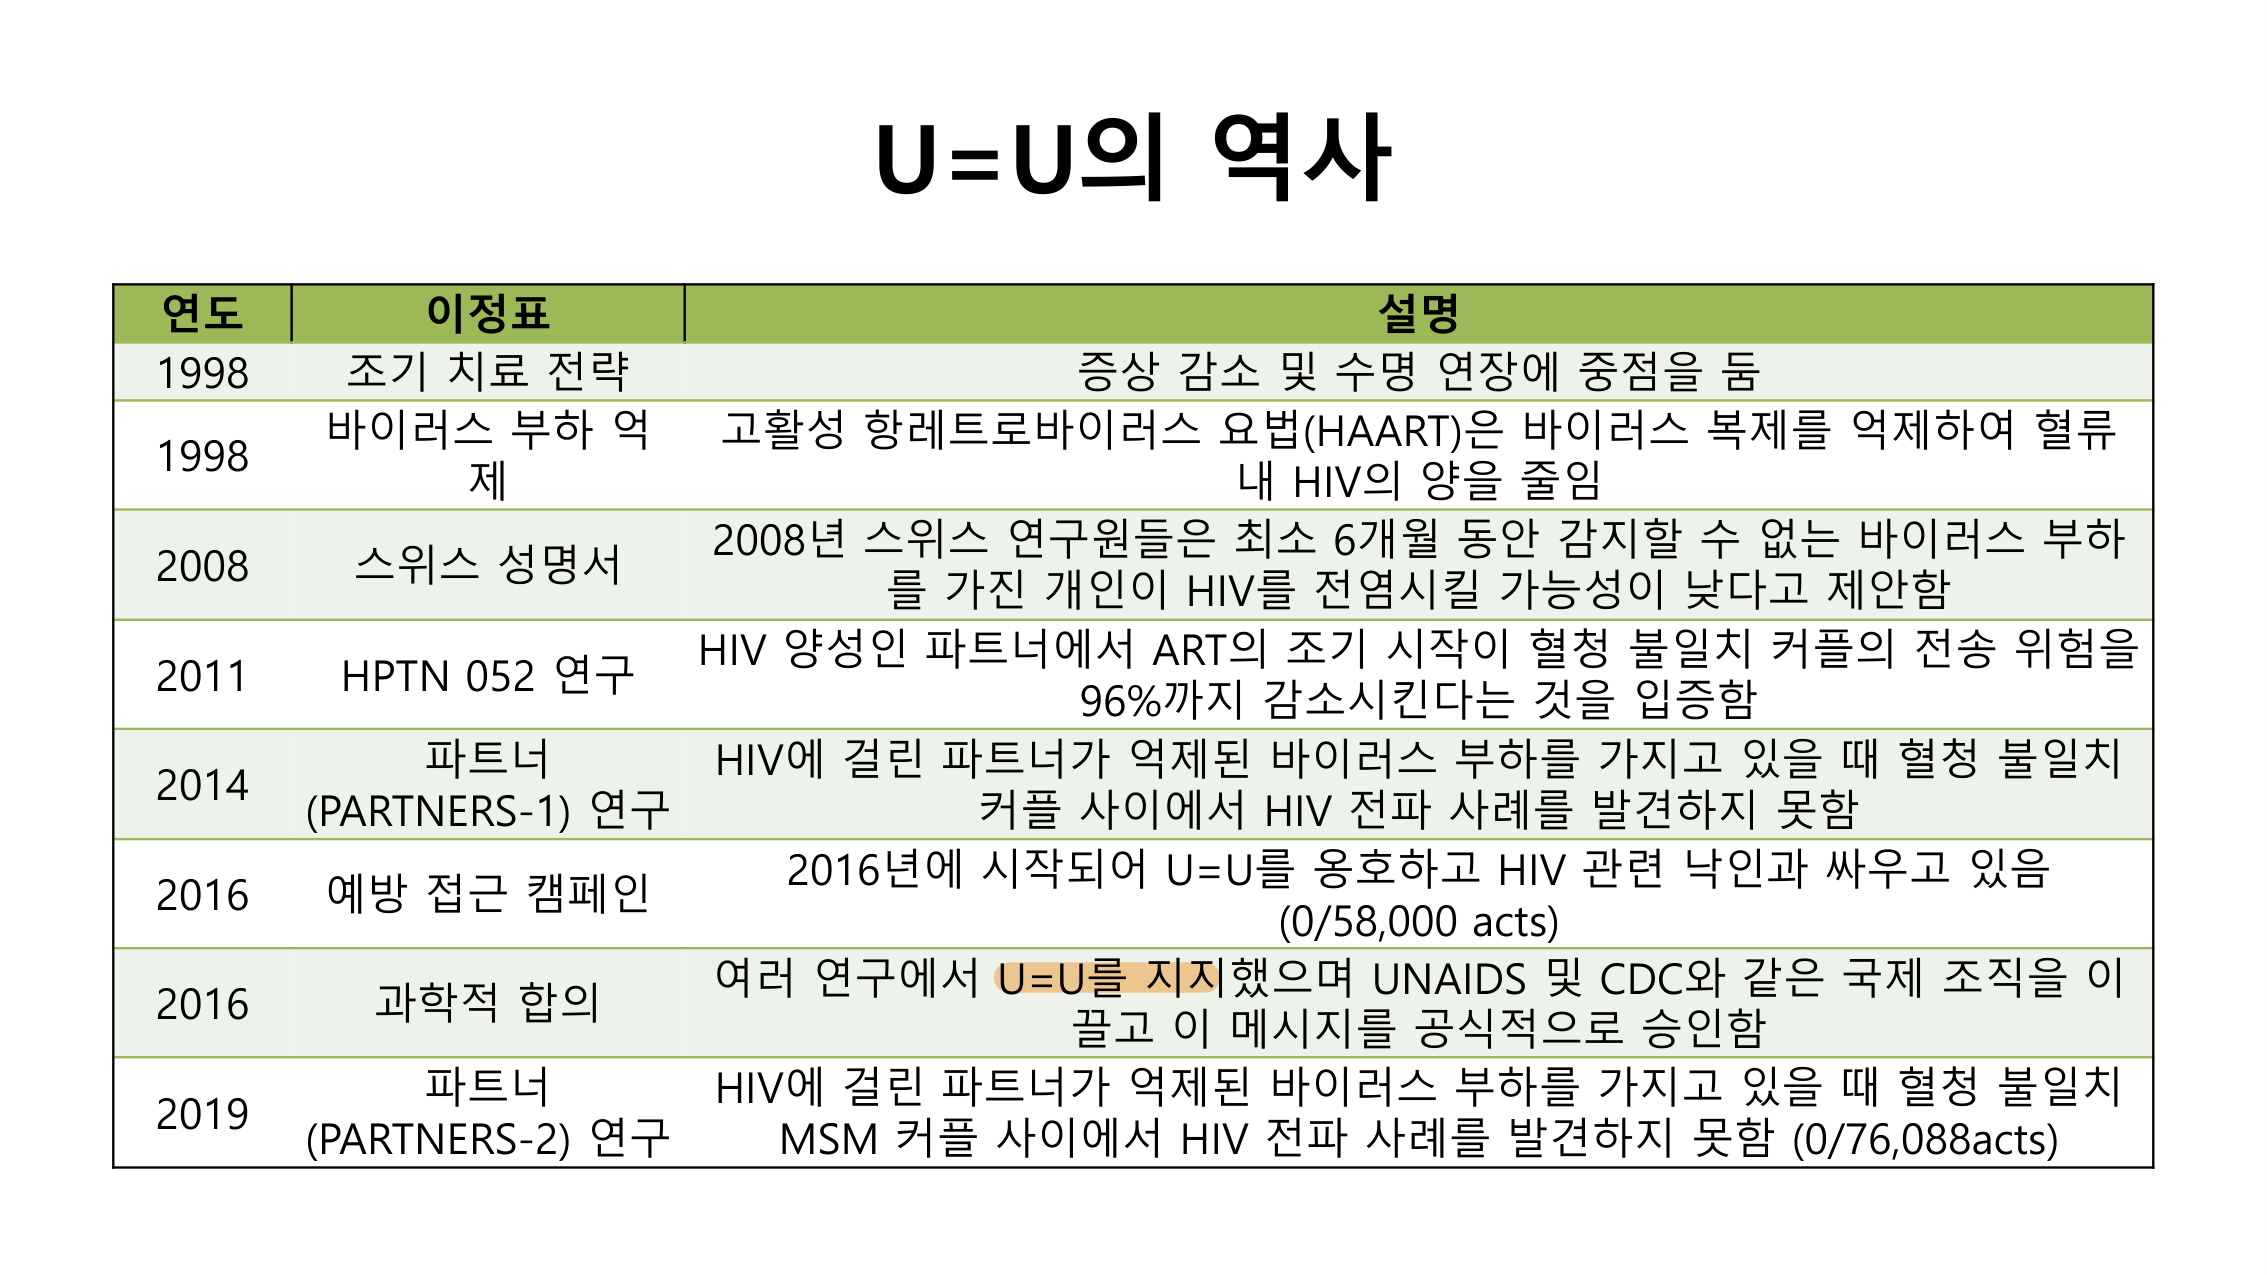 U=U의 역사
연도 이정표 설명
1998 조기 치료 전략 증상 감소 및 수명 연장에 중점을 둠
1998 바이러스 부하 억
제
고활성 항레트로바이러스 요법(HAART)은 바이러스 복제를 억제하여 혈류
내 HIV의 양을 줄임
2008 스위스 성명서
2008년 스위스 연구원들은 최소 6개월 동안 감지할 수 없는 바이러스 부하
를 가진 개인이 HIV를 전염시킬 가능성이 낮다고 제안함
2011 HPTN 052 연구
HIV 양성인 파트너에서 ART의 조기 시작이 혈청 불일치 커플의 전송 위험을
96%까지 감소시킨다는 것을 입증함
2014 파트너
(PARTNERS-1) 연구
HIV에 걸린 파트너가 억제된 바이러스 부하를 가지고 있을 때 혈청 불일치
커플 사이에서 HIV 전파 사례를 발견하지 못함
2016 예방 접근 캠페인
2016년에 시작되어 U=U를 옹호하고 HIV 관련 낙인과 싸우고 있음
(0/58,000 acts)
2016 과학적 합의
여러 연구에서 U=U를 지지했으며 UNAIDS 및 CDC와 같은 국제 조직을 이
끌고 이 메시지를 공식적으로 승인함
2019 파트너
(PARTNERS-2) 연구
HIV에 걸린 파트너가 억제된 바이러스 부하를 가지고 있을 때 혈청 불일치
MSM 커플 사이에서 HIV 전파 사례를 발견하지 못함 (0/76,088acts)